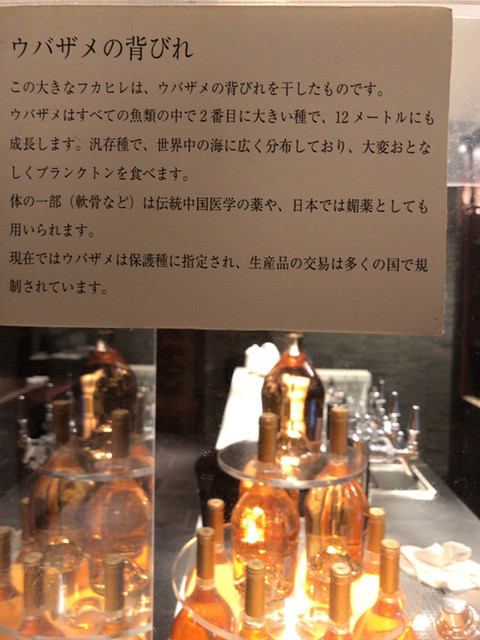 ウバザメの背びれ
この大きなフカヒレは、ウバザメの背びれを干したものです。
ウバザメはすべての魚類の中で2番目に大きい種で、12メートルにも
成長します。汎存種で、世界中の海に広く分布しており、大変おとな
しくプランクトンを食べます。
体の一部（軟骨など）は伝統中国医学の薬や、日本では媚薬としても
用いられます。
現在ではウバザメは保護種に指定され、生産品の交易は多くの国で規
制されています。